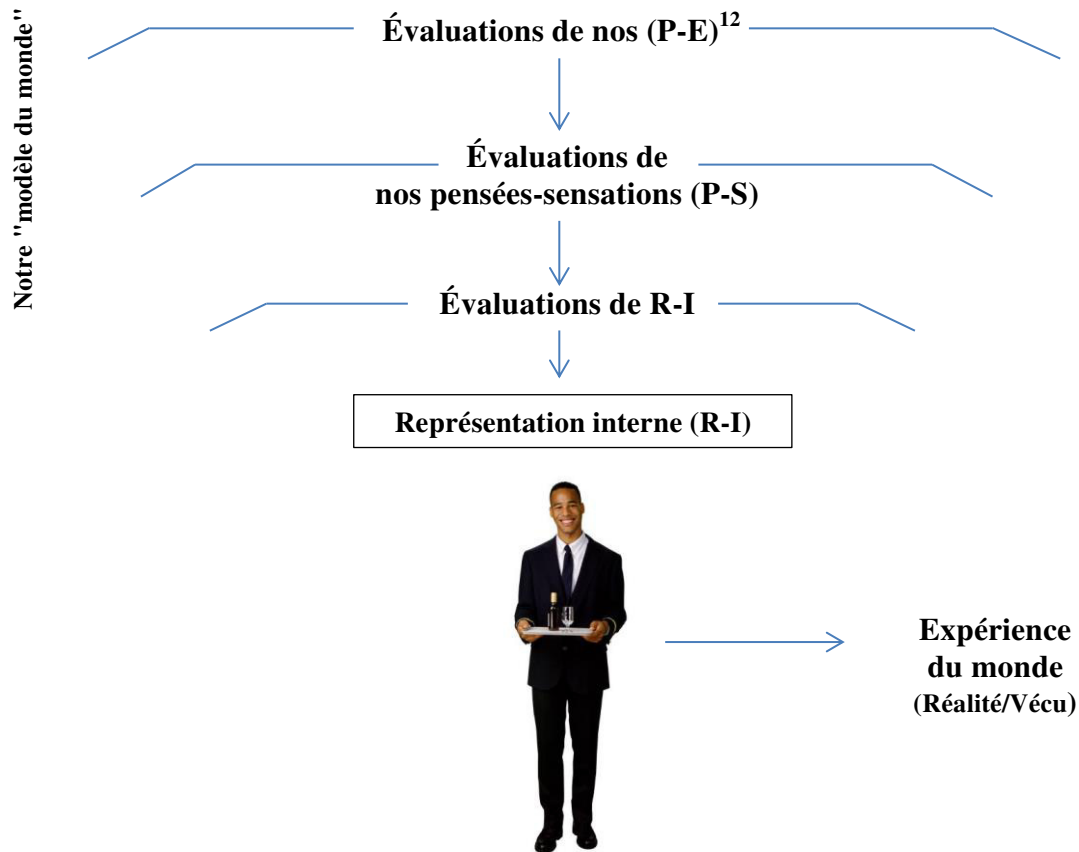 Notre "modèle du monde"
Évaluations de nos (P-E)¹²
Évaluations de
nos pensées-sensations (P-S)
Évaluations de R-I
Représentation interne (R-I)
Expérience
du monde
(Réalité/Vécu)